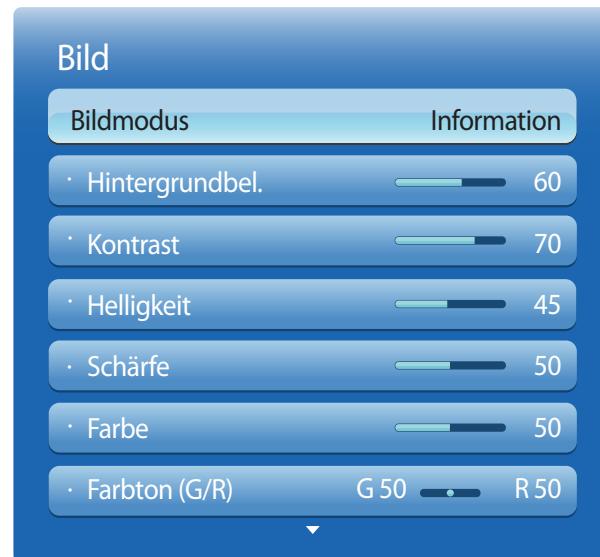 Bild
Bildmodus Information
· Hintergrundbel. 60
· Kontrast 70
· Helligkeit 45
· Schärfe 50
· Farbe 50
· Farbton (G/R) G 50 R 50